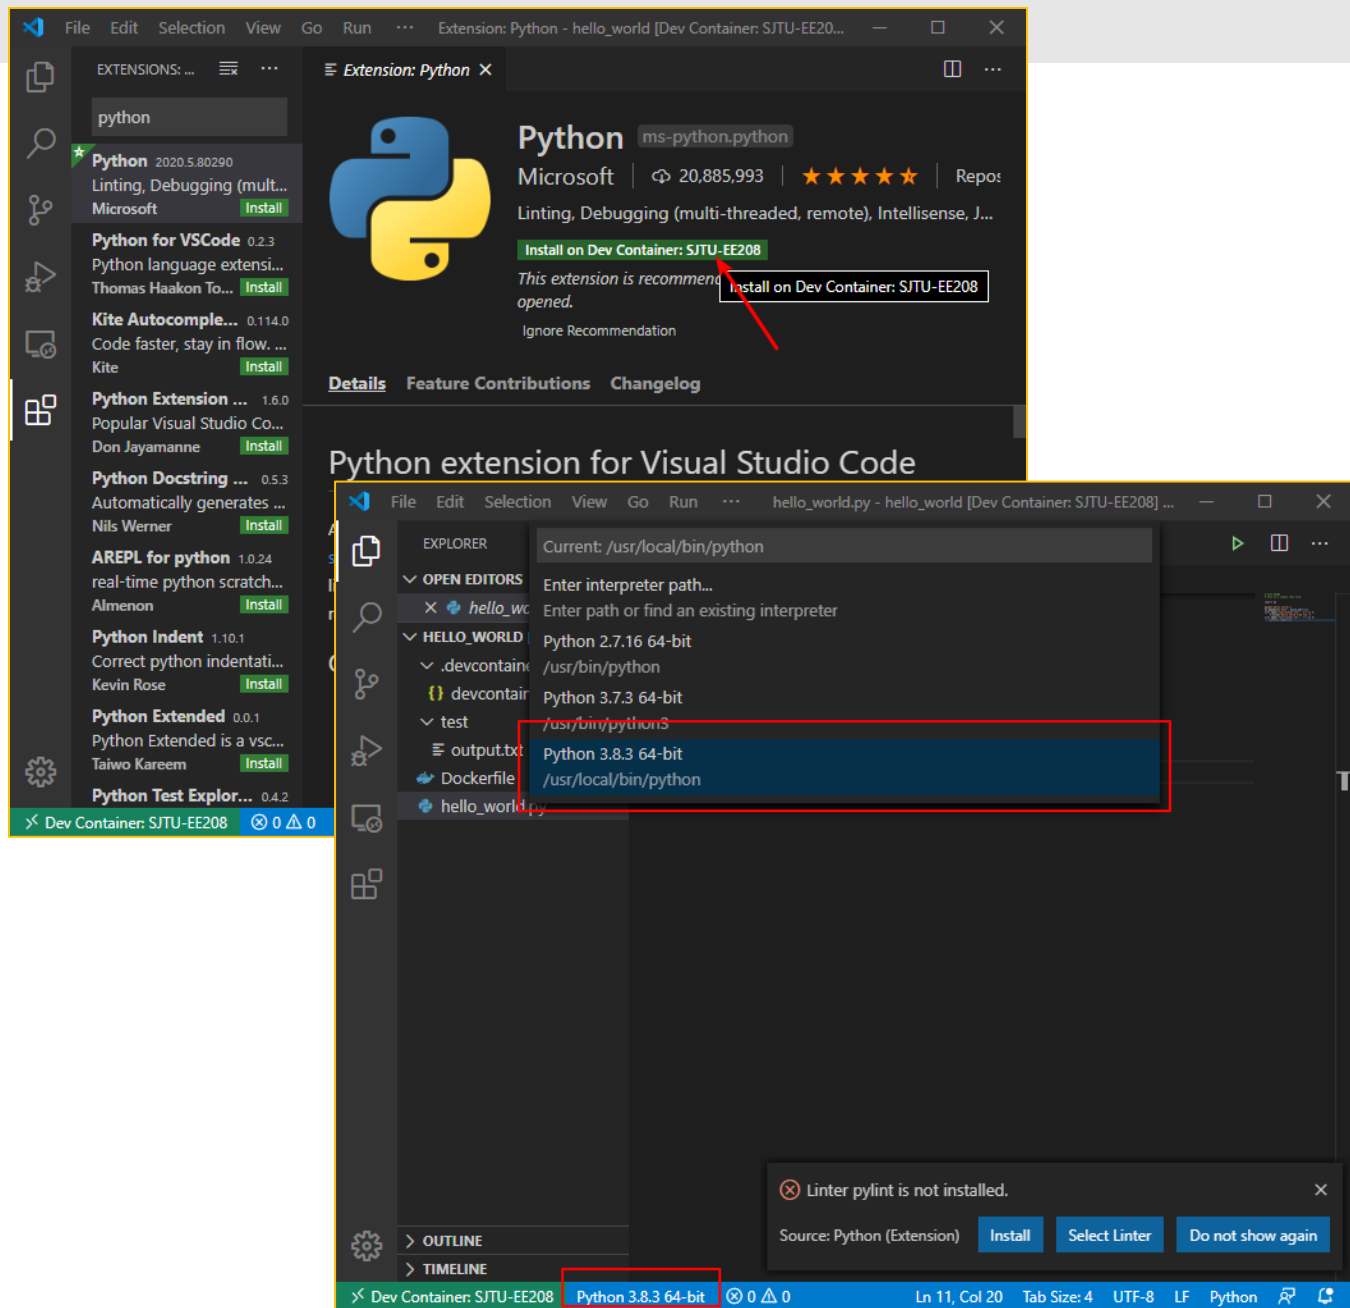 File Edit Selection View Go Run ··· Extension: Python - hello_world [Dev Container: SJTU-EE20...
EXTENSIONS: ... ···
python
Python 2020.5.80290
Linting, Debugging (mult...
Microsoft Install
Python for VSCode 0.2.3
Python language extensi...
Thomas Haakon To... Install
Kite Autocomple... 0.114.0
Code faster, stay in flow. ...
Kite Install
Python Extension ... 1.6.0
Popular Visual Studio Co...
Don Jayamanne Install
Python Docstring ... 0.5.3
Automatically generates ...
Nils Werner Install
AREPL for python 1.0.24
real-time python scratch...
Almenon Install
Python Indent 1.10.1
Correct python indentati...
Kevin Rose Install
Python Extended 0.0.1
Python Extended is a vsc...
Taiwo Kareem Install
Python Test Explor... 0.4.2
Dev Container: SJTU-EE208 0 0
Extension: Python
Python ms-python.python
Microsoft 20,885,993 Repos
Linting, Debugging (multi-threaded, remote), Intellisense, J...
Install on Dev Container: SJTU-EE208
This extension is recommend
Install on Dev Container: SJTU-EE208
opened.
Ignore Recommendation
Details Feature Contributions Changelog
Python extension for Visual Studio Code
File Edit Selection View Go Run ··· hello_world.py - hello_world [Dev Container: SJTU-EE208] ...
EXPLORER
OPEN EDITORS
hello_wo
HELLO_WORLD
.devcontaine
{} devcontain
test
output.txt
Dockerfile
hello_world.py
OUTLINE
TIMELINE
Current: /usr/local/bin/python
Enter interpreter path...
Enter path or find an existing interpreter
Python 2.7.16 64-bit
/usr/bin/python
Python 3.7.3 64-bit
/usr/bin/python3
Python 3.8.3 64-bit
/usr/local/bin/python
Linter pylint is not installed.
Source: Python (Extension) Install Select Linter Do not show again
Dev Container: SJTU-EE208 Python 3.8.3 64-bit 0 0 Ln 11, Col 20 Tab Size: 4 UTF-8 LF Python